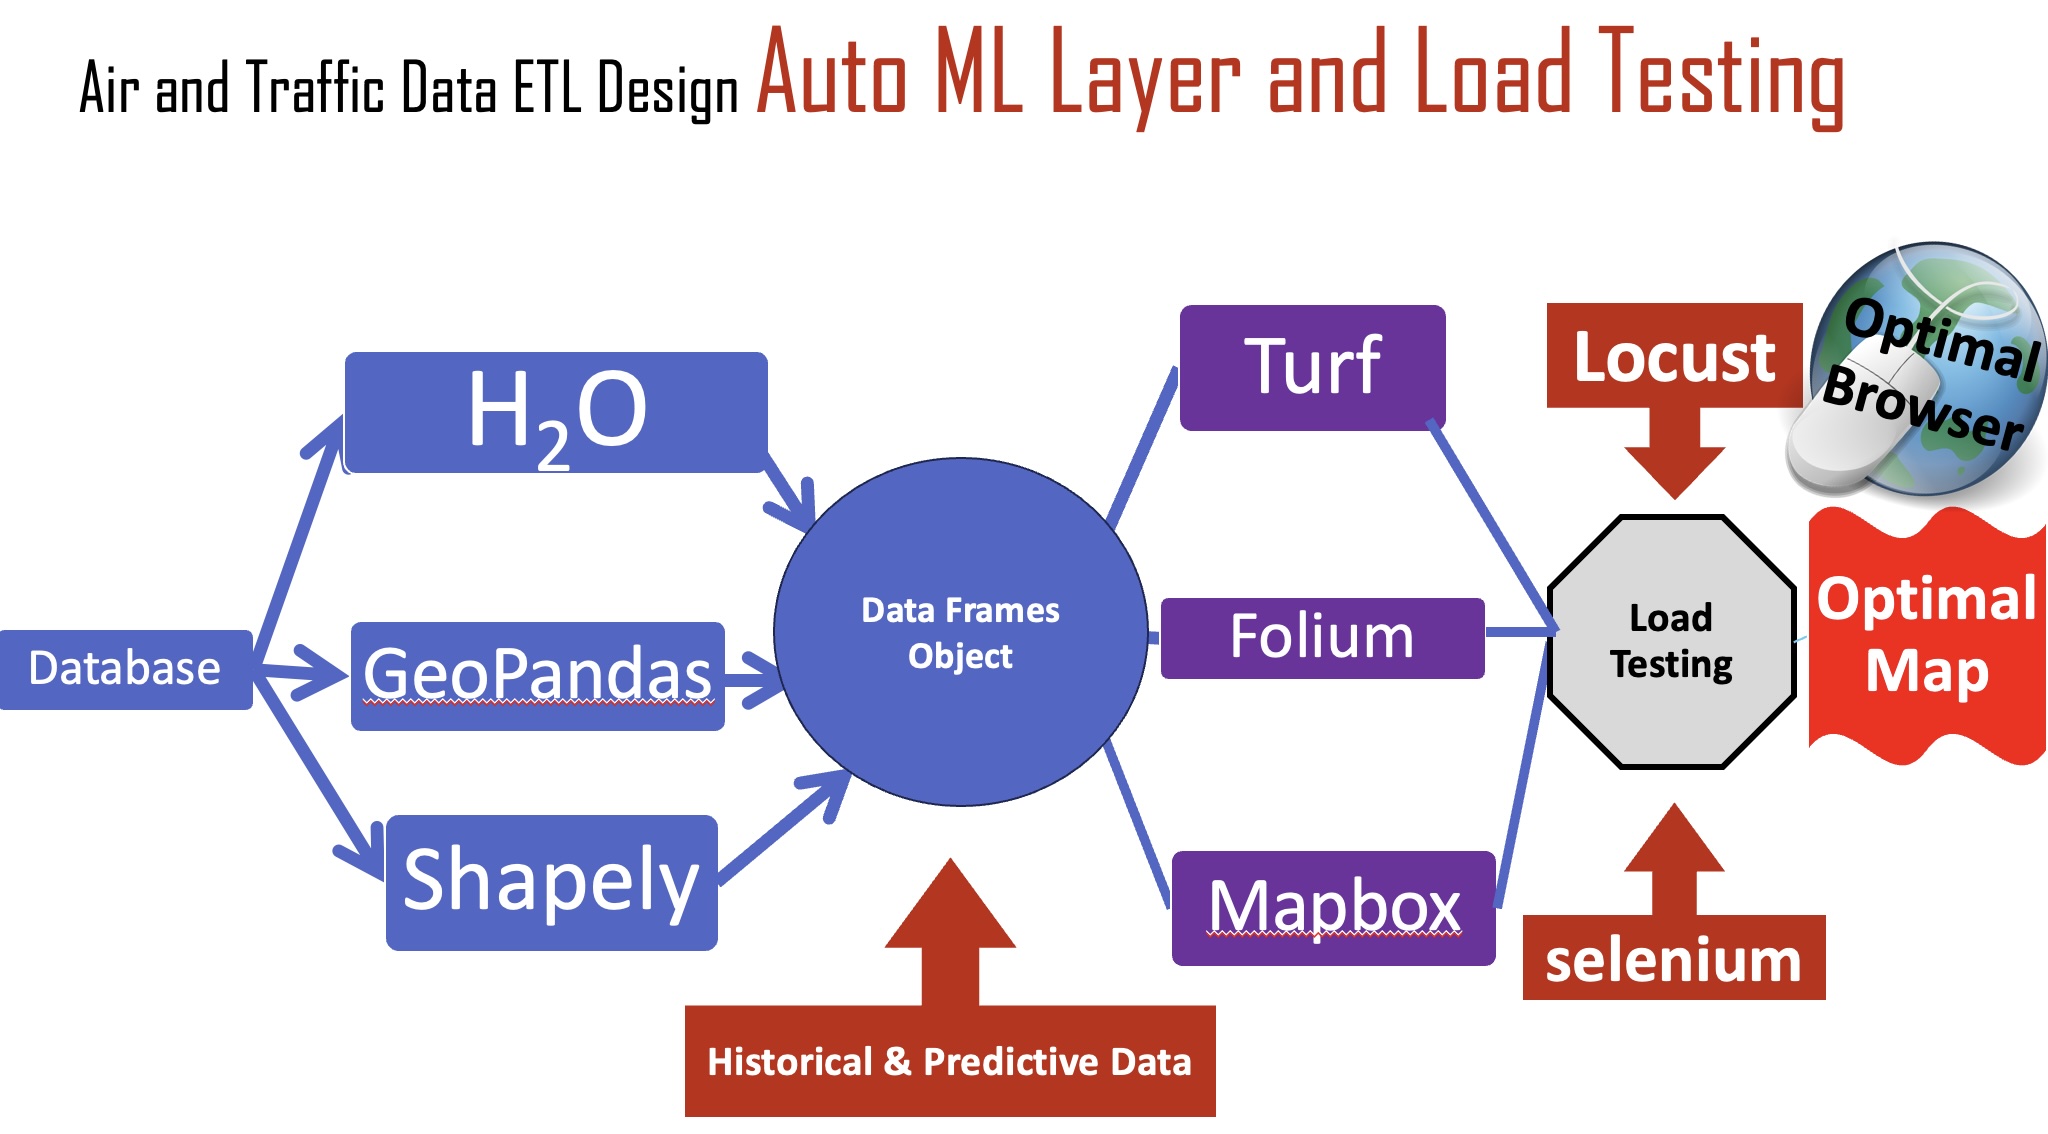 Air and Traffic Data ETL Design Auto ML Layer and Load Testing
Database
H₂O
GeoPandas
Shapely
Data Frames
Object
Historical & Predictive Data
Turf
Folium
Mapbox
Locust
Load
Testing
selenium
Optimal
Browser
Optimal
Map